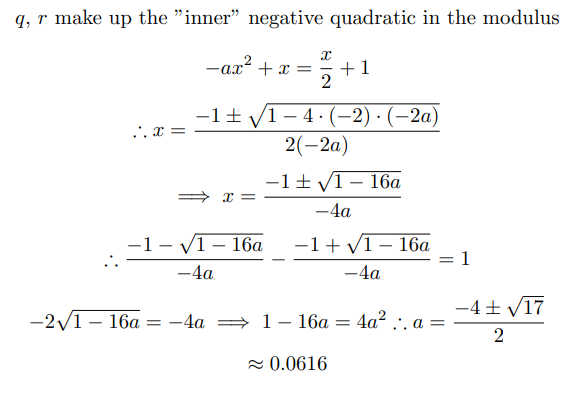 q, r make up the ”inner” negative quadratic in the modulus
−ax² + x = x/2 + 1
∴ x = (−1 ± √(1 − 4 · (−2) · (−2a)))/(2(−2a))
⟹ x = (−1 ± √(1 − 16a))/(−4a)
∴ (−1 − √(1 − 16a))/(−4a) − (−1 + √(1 − 16a))/(−4a) = 1
−2√(1 − 16a) = −4a ⟹ 1 − 16a = 4a² ∴ a = (−4 ± √17)/2
≈ 0.0616